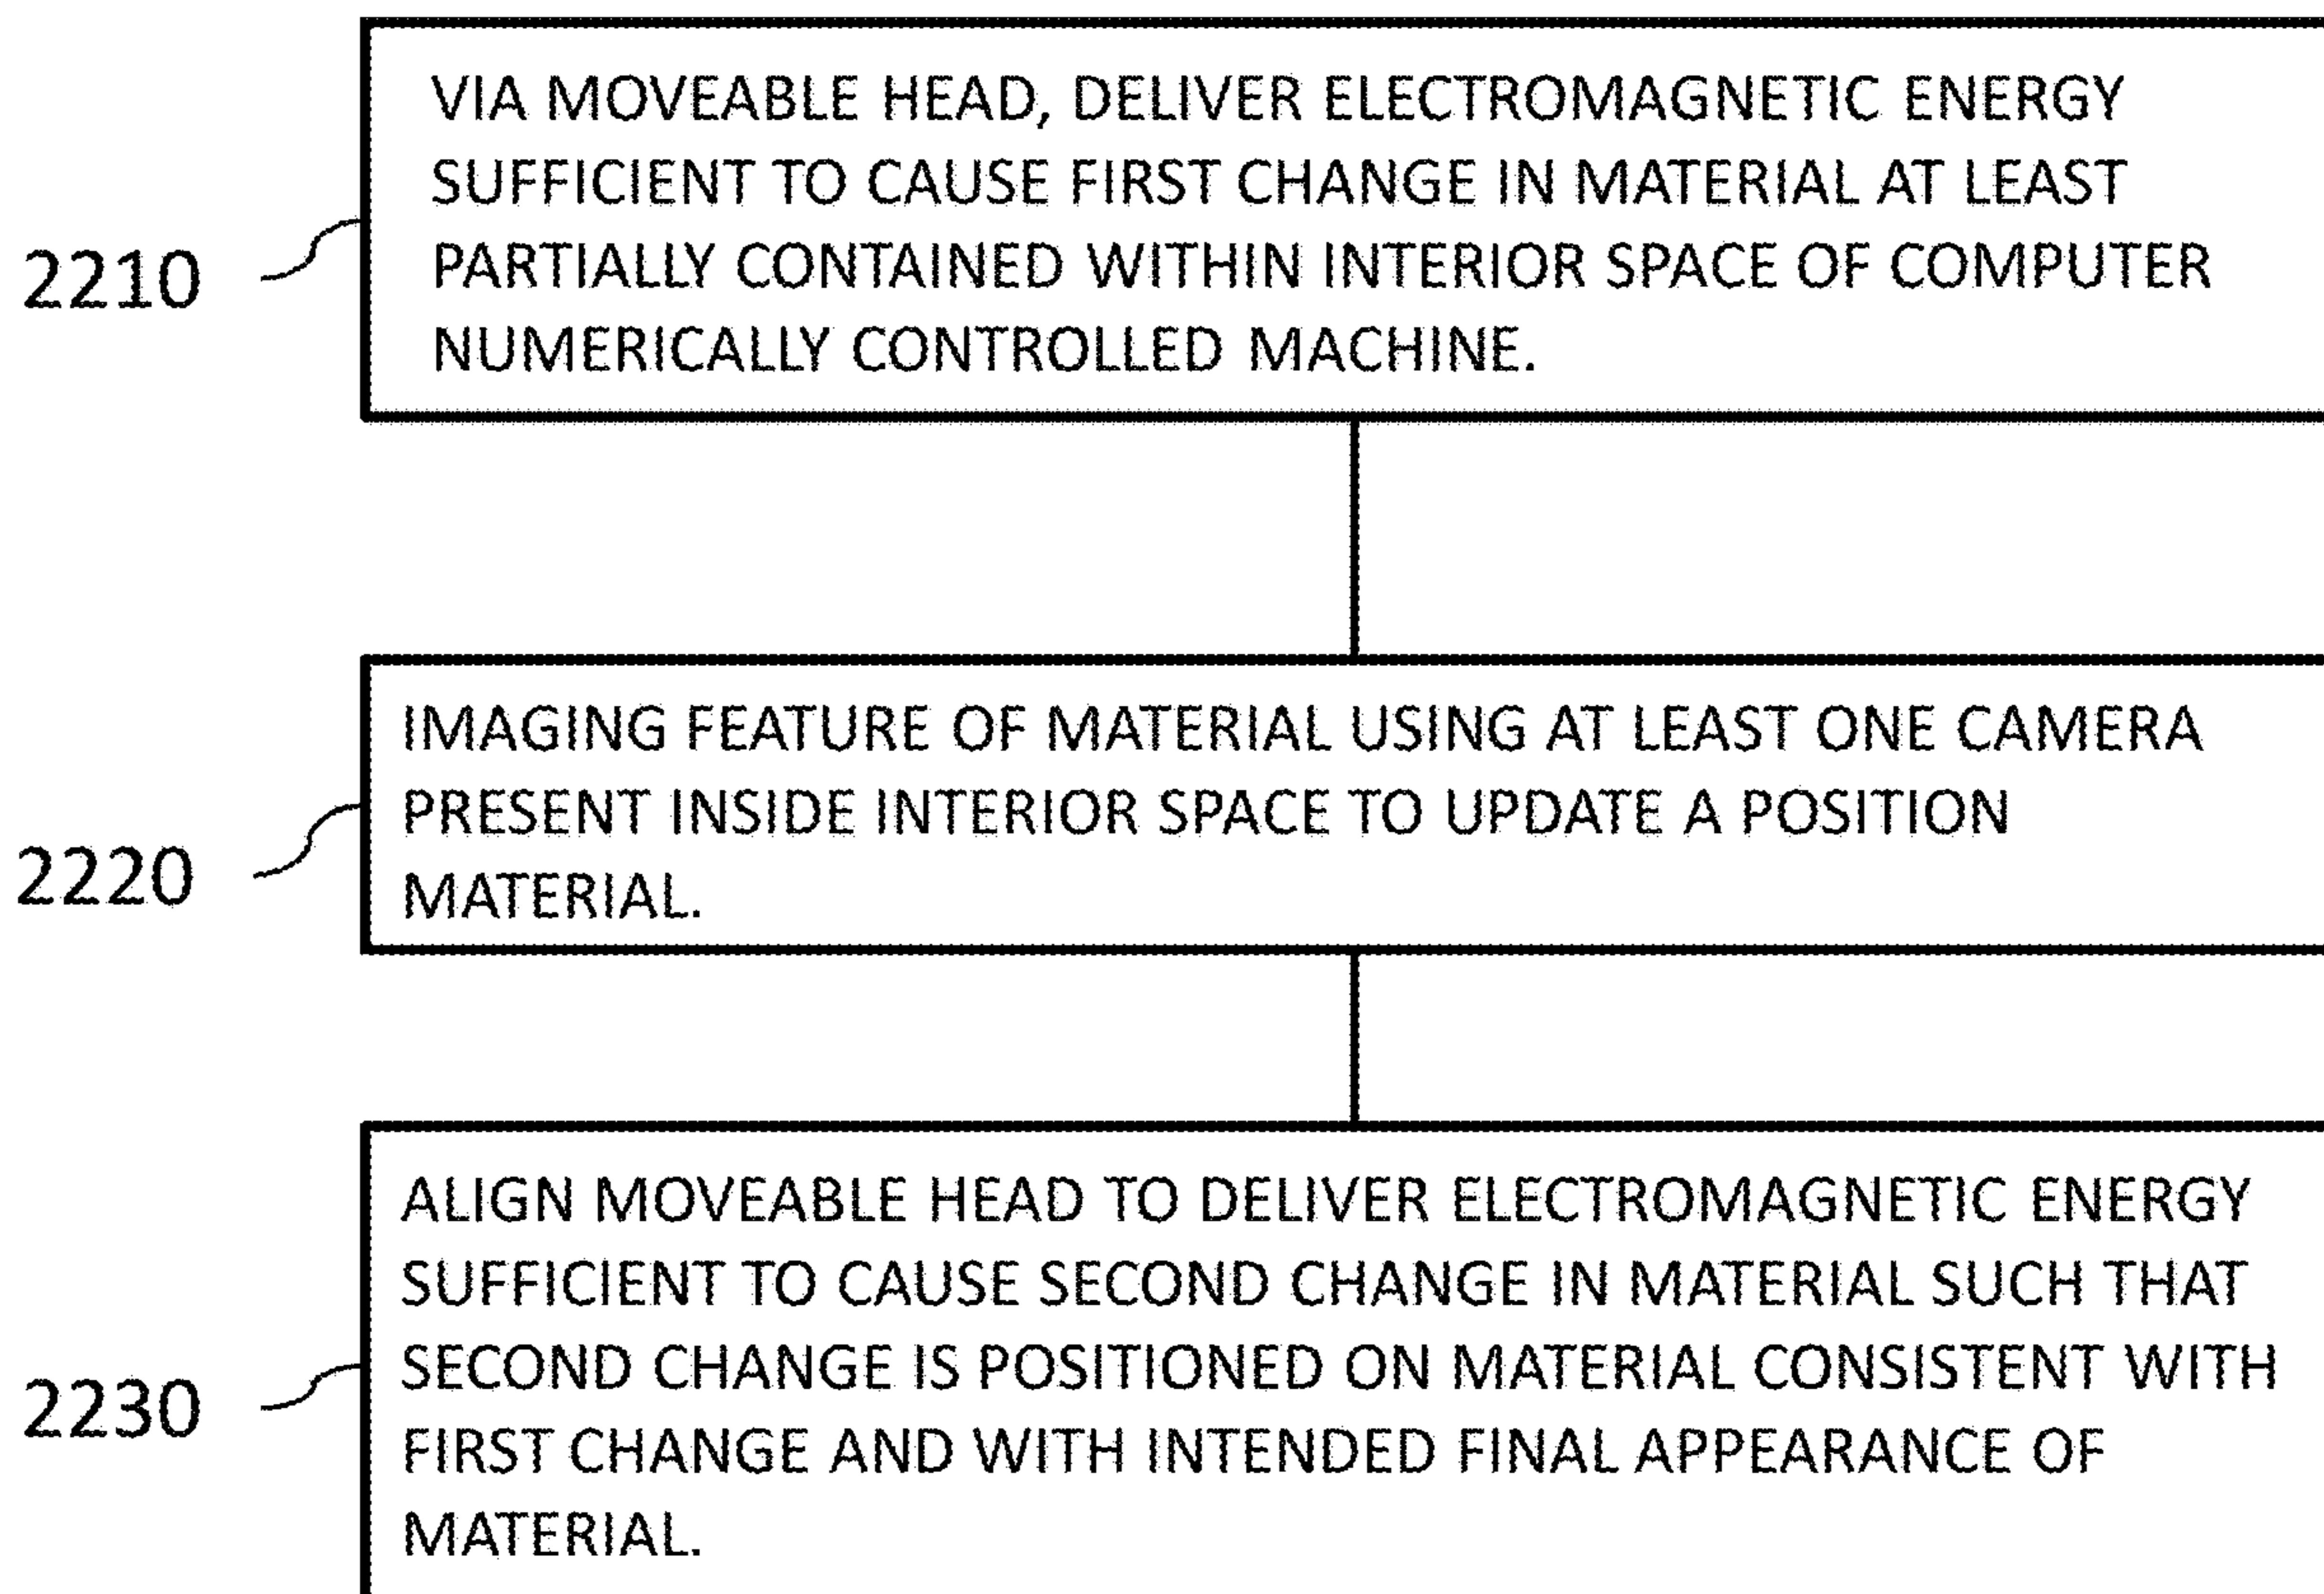 VIA MOVEABLE HEAD, DELIVER ELECTROMAGNETIC ENERGY
SUFFICIENT TO CAUSE FIRST CHANGE IN MATERIAL AT LEAST
PARTIALLY CONTAINED WITHIN INTERIOR SPACE OF COMPUTER
NUMERICALLY CONTROLLED MACHINE.
2210
IMAGING FEATURE OF MATERIAL USING AT LEAST ONE CAMERA
PRESENT INSIDE INTERIOR SPACE TO UPDATE A POSITION
MATERIAL.
2220
ALIGN MOVEABLE HEAD TO DELIVER ELECTROMAGNETIC ENERGY
SUFFICIENT TO CAUSE SECOND CHANGE IN MATERIAL SUCH THAT
SECOND CHANGE IS POSITIONED ON MATERIAL CONSISTENT WITH
FIRST CHANGE AND WITH INTENDED FINAL APPEARANCE OF
MATERIAL.
2230